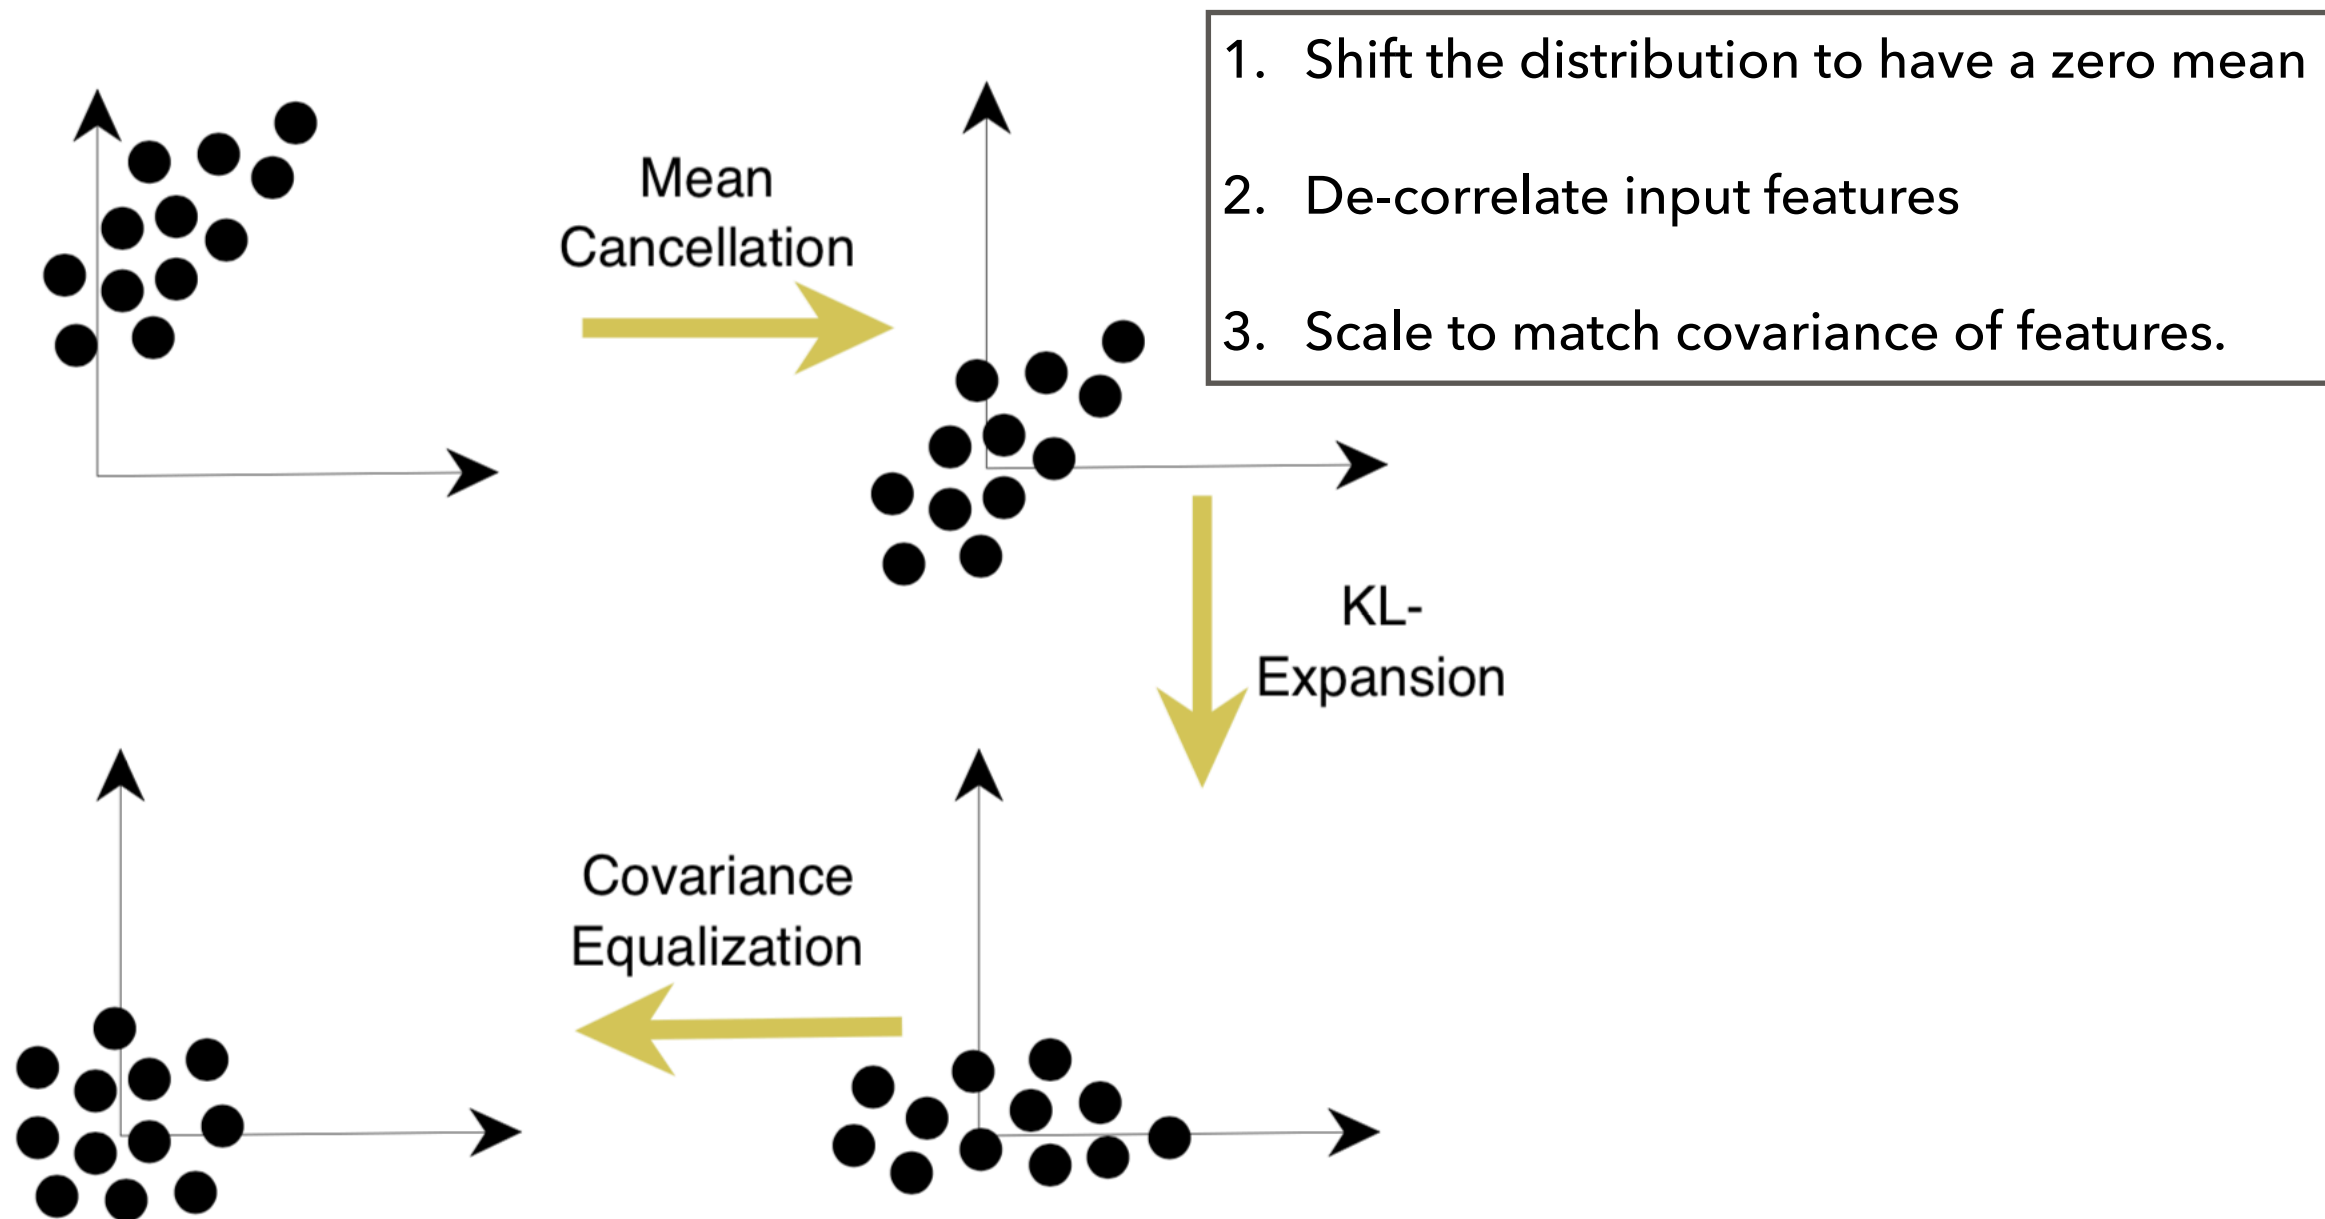 1. Shift the distribution to have a zero mean
2. De-correlate input features
3. Scale to match covariance of features.
Mean
Cancellation
KL-
Expansion
Covariance
Equalization